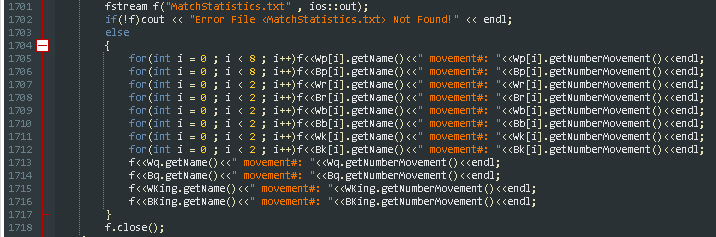 1701 fstream f("MatchStatistics.txt" , ios::out);
1702 if(!f)cout << "Error File <MatchStatistics.txt> Not Found!" << endl;
1703 else
1704 {
1705 for(int i = 0 ; i < 8 ; i++)f<<Wp[i].getName()<<" movement#: "<<Wp[i].getNumberMovement()<<endl;
1706 for(int i = 0 ; i < 8 ; i++)f<<Bp[i].getName()<<" movement#: "<<Bp[i].getNumberMovement()<<endl;
1707 for(int i = 0 ; i < 2 ; i++)f<<Wr[i].getName()<<" movement#: "<<Wr[i].getNumberMovement()<<endl;
1708 for(int i = 0 ; i < 2 ; i++)f<<Br[i].getName()<<" movement#: "<<Br[i].getNumberMovement()<<endl;
1709 for(int i = 0 ; i < 2 ; i++)f<<Wb[i].getName()<<" movement#: "<<Wb[i].getNumberMovement()<<endl;
1710 for(int i = 0 ; i < 2 ; i++)f<<Bb[i].getName()<<" movement#: "<<Bb[i].getNumberMovement()<<endl;
1711 for(int i = 0 ; i < 2 ; i++)f<<Wk[i].getName()<<" movement#: "<<Wk[i].getNumberMovement()<<endl;
1712 for(int i = 0 ; i < 2 ; i++)f<<Bk[i].getName()<<" movement#: "<<Bk[i].getNumberMovement()<<endl;
1713 f<<Wq.getName()<<" movement#: "<<Wq.getNumberMovement()<<endl;
1714 f<<Bq.getName()<<" movement#: "<<Bq.getNumberMovement()<<endl;
1715 f<<WKing.getName()<<" movement#: "<<WKing.getNumberMovement()<<endl;
1716 f<<BKing.getName()<<" movement#: "<<BKing.getNumberMovement()<<endl;
1717 }
1718 f.close();